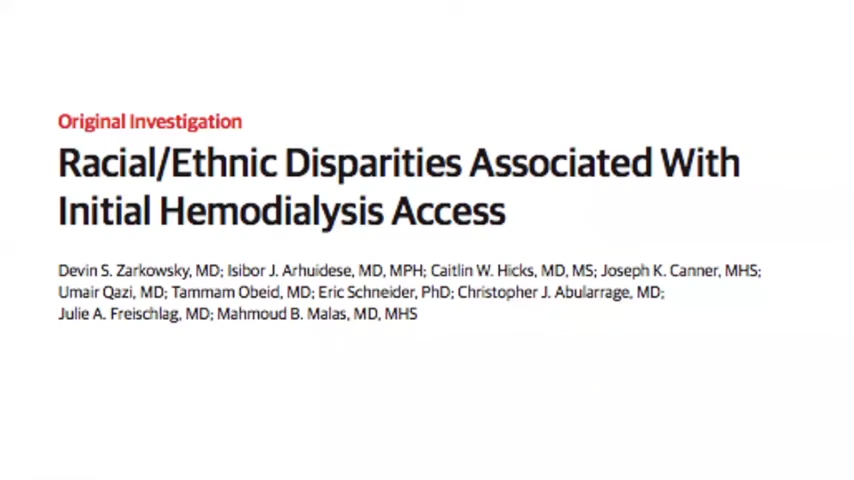 Original Investigation
Racial/Ethnic Disparities Associated With
Initial Hemodialysis Access
Devin S. Zarkowsky, MD; Isibor J. Arhuidese, MD, MPH; Caitlin W. Hicks, MD, MS; Joseph K. Canner, MHS;
Umair Qazi, MD; Tammam Obeid, MD; Eric Schneider, PhD; Christopher J. Abularrage, MD;
Julie A. Freischlag, MD; Mahmoud B. Malas, MD, MHS